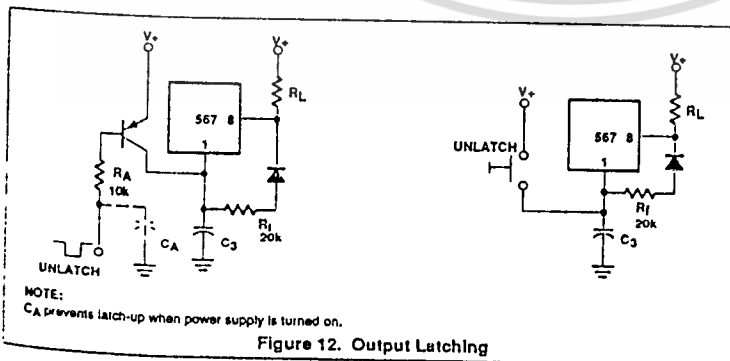 V+
V+
RL
567 8
1
RA
10k
Rf
20k
CA
C3
UNLATCH
V+
V+
RL
567 8
UNLATCH
1
Rf
20k
C3
NOTE:
CA prevents latch-up when power supply is turned on.
Figure 12. Output Latching